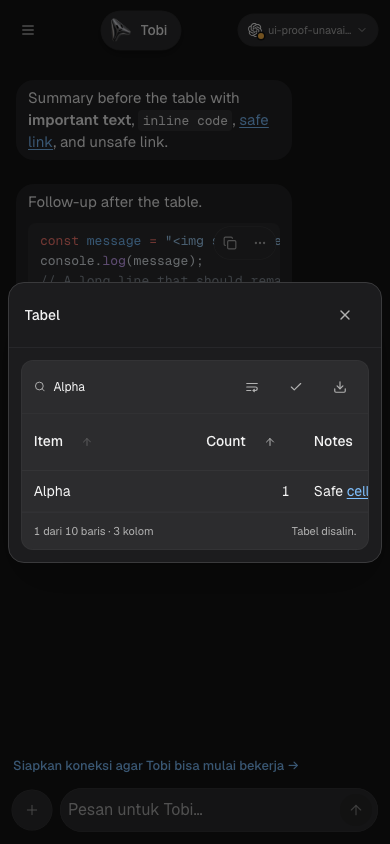 Tobi
ui-proof-unavai...
Summary before the table with
important text, inline code, safe
link, and unsafe link.
Follow-up after the table.
const message = "<img s
console.log(message);
// A long line that should rema
Tabel
Alpha
Item Count Notes
Alpha 1 Safe cell
1 dari 10 baris · 3 kolom Tabel disalin.
Siapkan koneksi agar Tobi bisa mulai bekerja →
Pesan untuk Tobi...